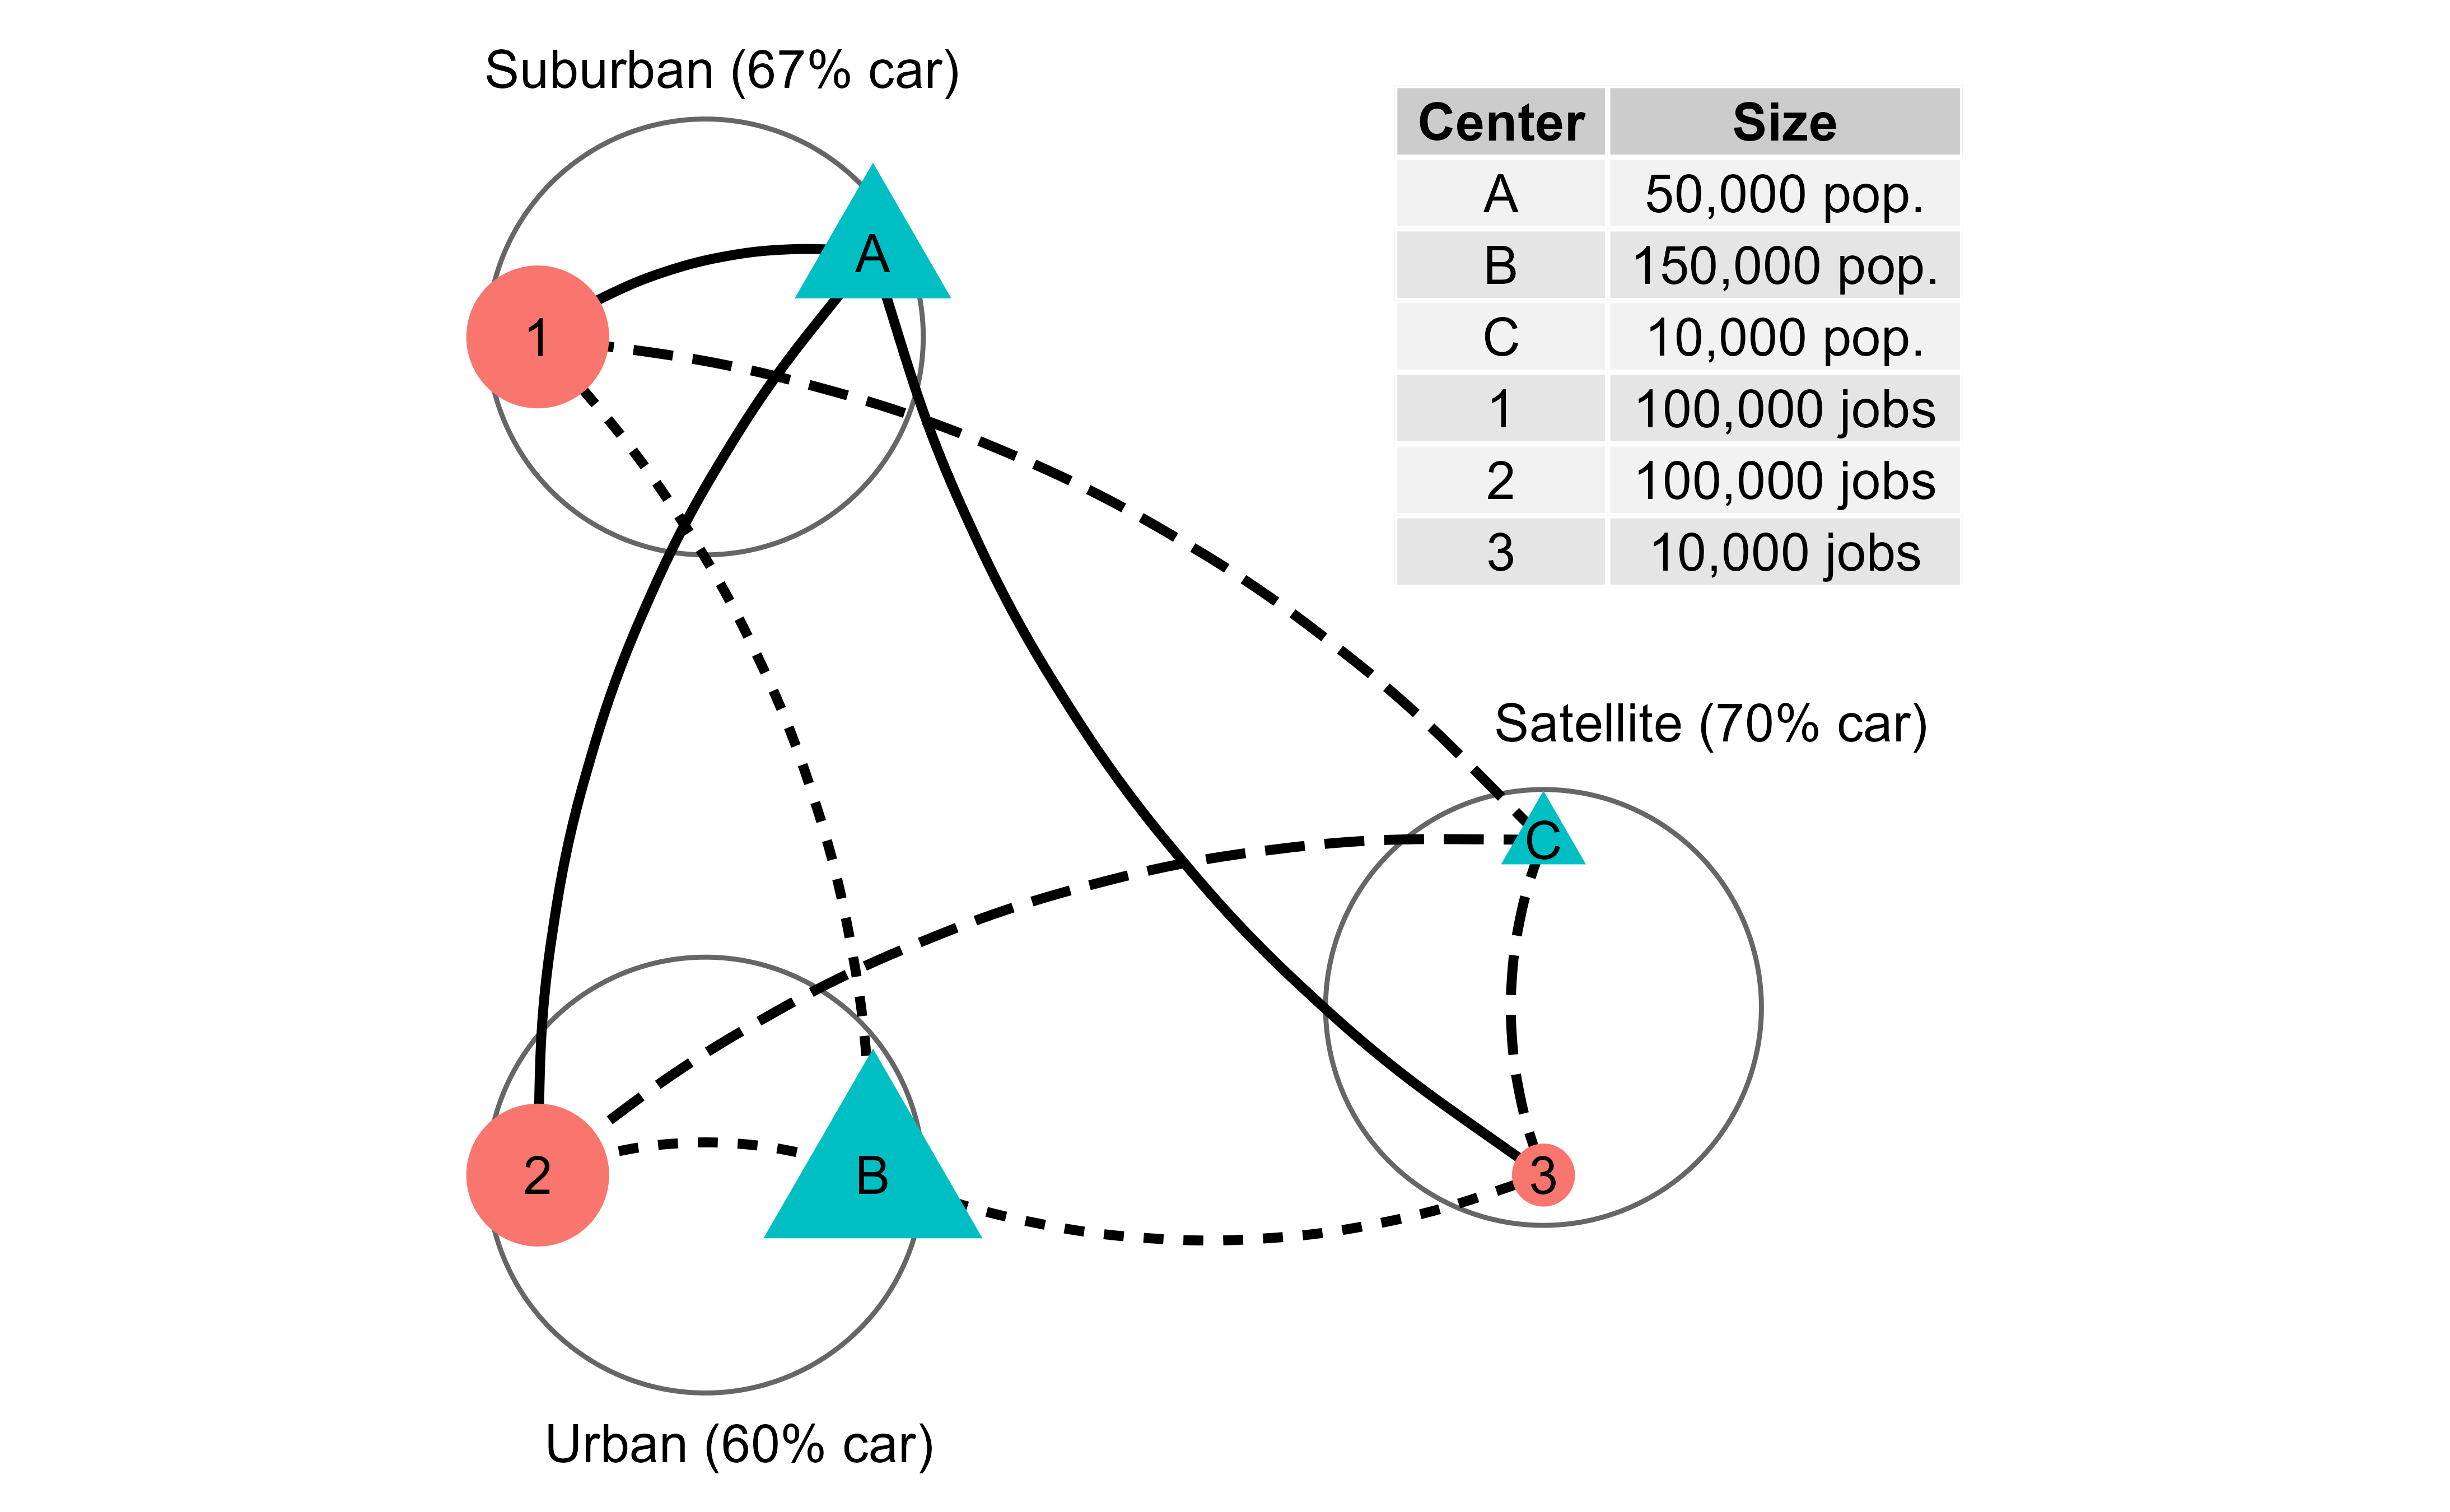 Suburban (67% car)
Center Size
A 50,000 pop.
B 150,000 pop.
C 10,000 pop.
1 100,000 jobs
2 100,000 jobs
3 10,000 jobs
A
1
Satellite (70% car)
C
2
B
3
Urban (60% car)